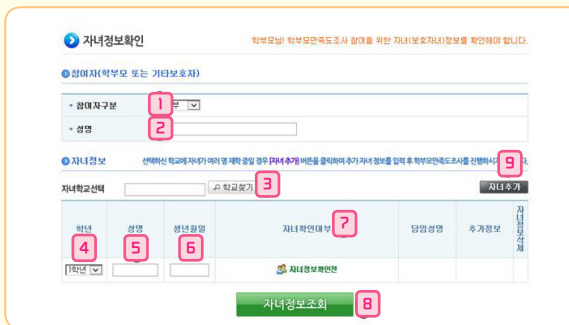 자녀정보확인
학부모님! 학부모만족도조사 참여를 위한 자녀(보호자녀)정보를 확인해야 합니다.
참여자(학부모 또는 기타보호자)
참여자구분 1 부
성명 2
자녀정보 선택하신 학교에 자녀가 여러 명 재학 중일 경우 [자녀 추가] 버튼을 클릭하여 추가 자녀 정보를 입력 후 학부모만족도조사를 진행하시기 다. 9
자녀학교선택 학교찾기 3 자녀추가
학년 성명 생년월일 자녀확인여부 7 담임성명 추가정보 자녀정보삭제
4 5 6
1학년 자녀정보확인전
자녀정보조회 8